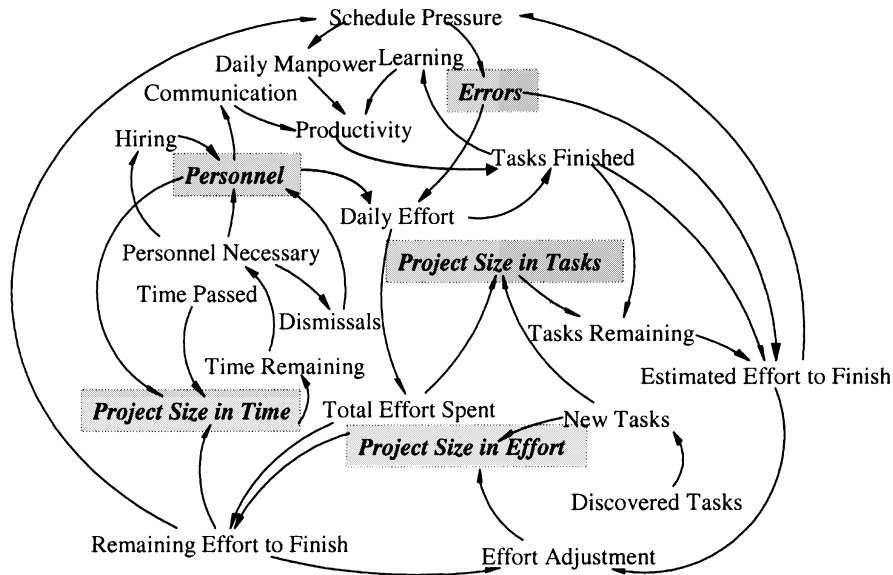 Schedule Pressure
Daily Manpower
Learning
Communication
Errors
Hiring
Productivity
Tasks Finished
Personnel
Daily Effort
Personnel Necessary
Project Size in Tasks
Time Passed
Dismissals
Tasks Remaining
Time Remaining
Estimated Effort to Finish
Project Size in Time
Total Effort Spent
New Tasks
Project Size in Effort
Discovered Tasks
Remaining Effort to Finish
Effort Adjustment